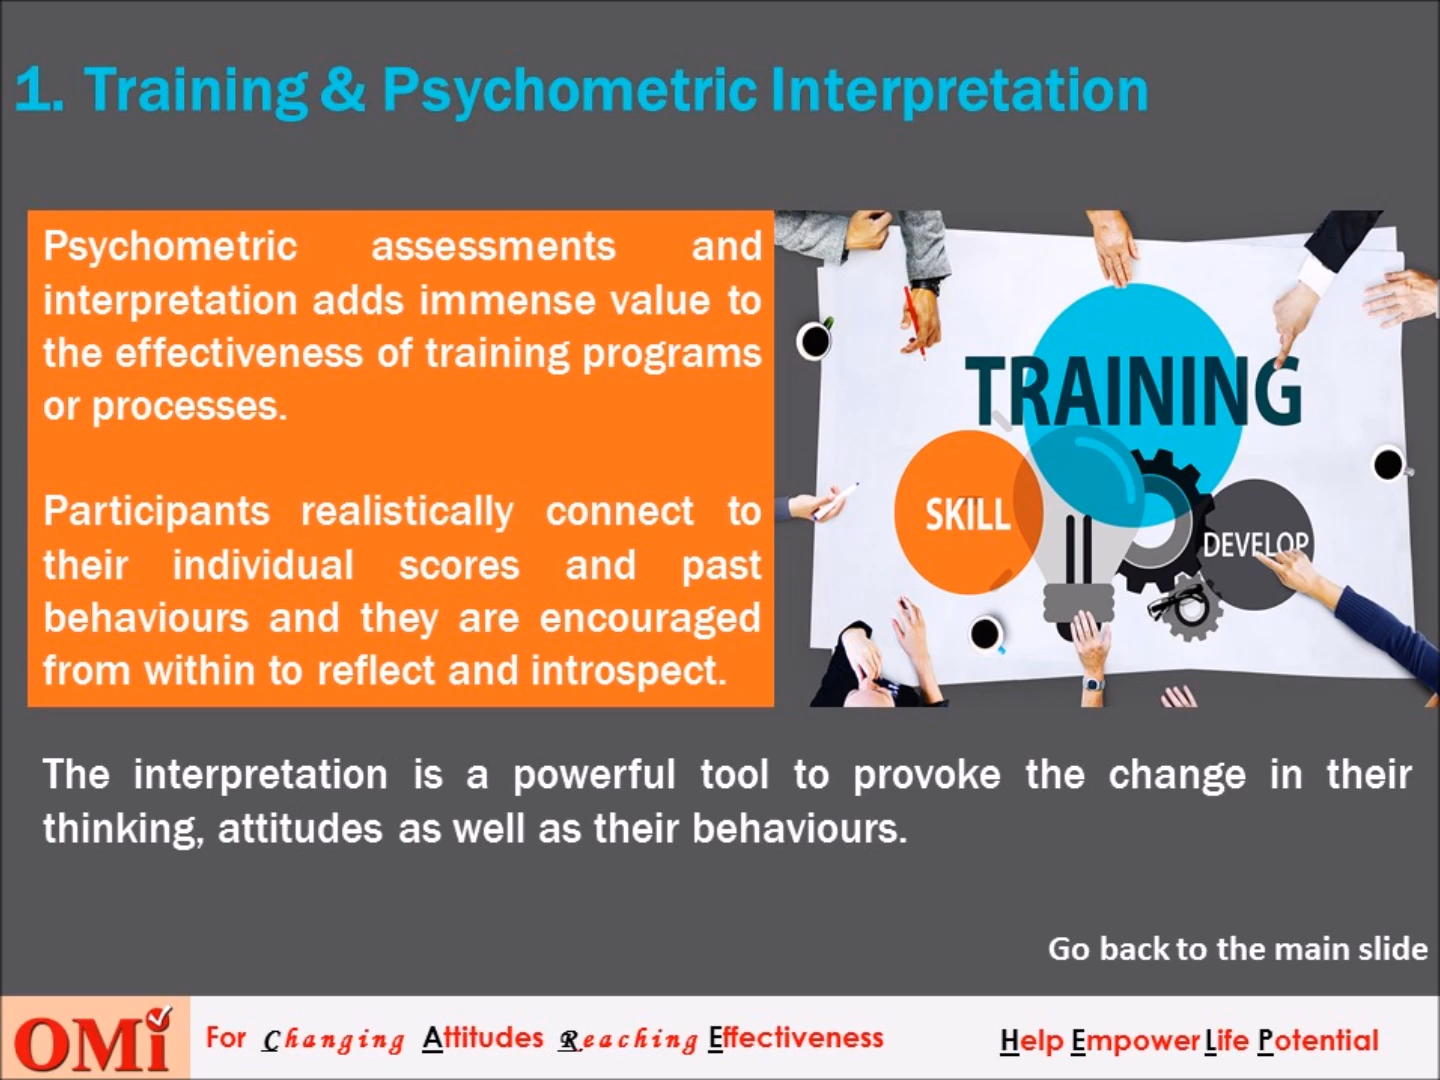 1. Training & Psychometric Interpretation
Psychometric assessments and
interpretation adds immense value to
the effectiveness of training programs
or processes.
Participants realistically connect to
their individual scores and past
behaviours and they are encouraged
from within to reflect and introspect.
TRAINING
SKILL
DEVELOP
The interpretation is a powerful tool to provoke the change in their
thinking, attitudes as well as their behaviours.
Go back to the main slide
OMi
For Changing Attitudes Reaching Effectiveness
Help Empower Life Potential